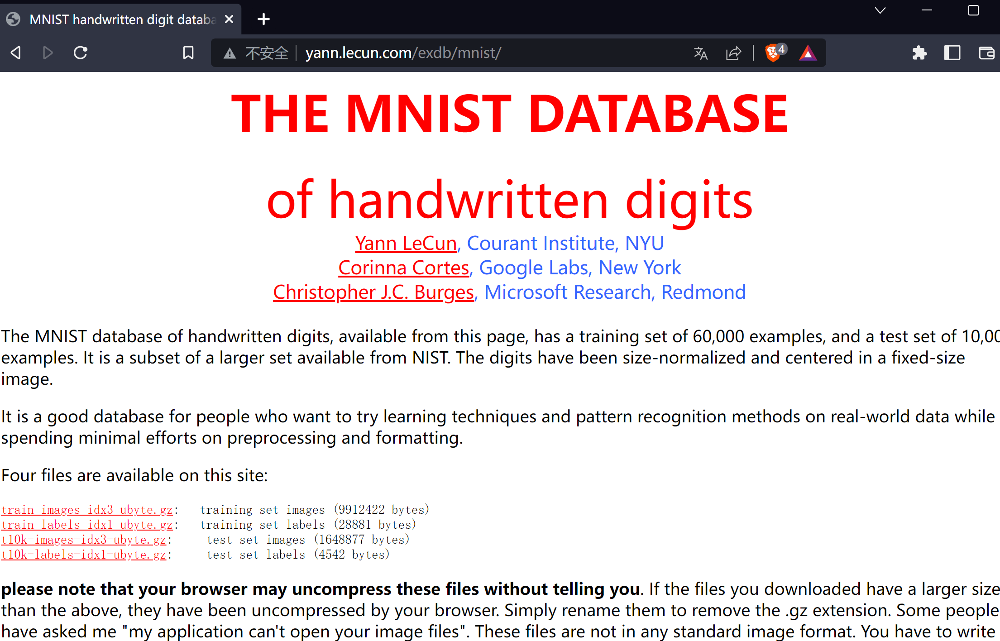 MNIST handwritten digit databa
不安全 yann.lecun.com/exdb/mnist/
4
THE MNIST DATABASE
of handwritten digits
Yann LeCun, Courant Institute, NYU
Corinna Cortes, Google Labs, New York
Christopher J.C. Burges, Microsoft Research, Redmond
The MNIST database of handwritten digits, available from this page, has a training set of 60,000 examples, and a test set of 10,00
examples. It is a subset of a larger set available from NIST. The digits have been size-normalized and centered in a fixed-size
image.
It is a good database for people who want to try learning techniques and pattern recognition methods on real-world data while
spending minimal efforts on preprocessing and formatting.
Four files are available on this site:
train-images-idx3-ubyte.gz: training set images (9912422 bytes)
train-labels-idx1-ubyte.gz: training set labels (28881 bytes)
t10k-images-idx3-ubyte.gz: test set images (1648877 bytes)
t10k-labels-idx1-ubyte.gz: test set labels (4542 bytes)
please note that your browser may uncompress these files without telling you. If the files you downloaded have a larger size
than the above, they have been uncompressed by your browser. Simply rename them to remove the .gz extension. Some people
have asked me "my application can't open your image files". These files are not in any standard image format. You have to write